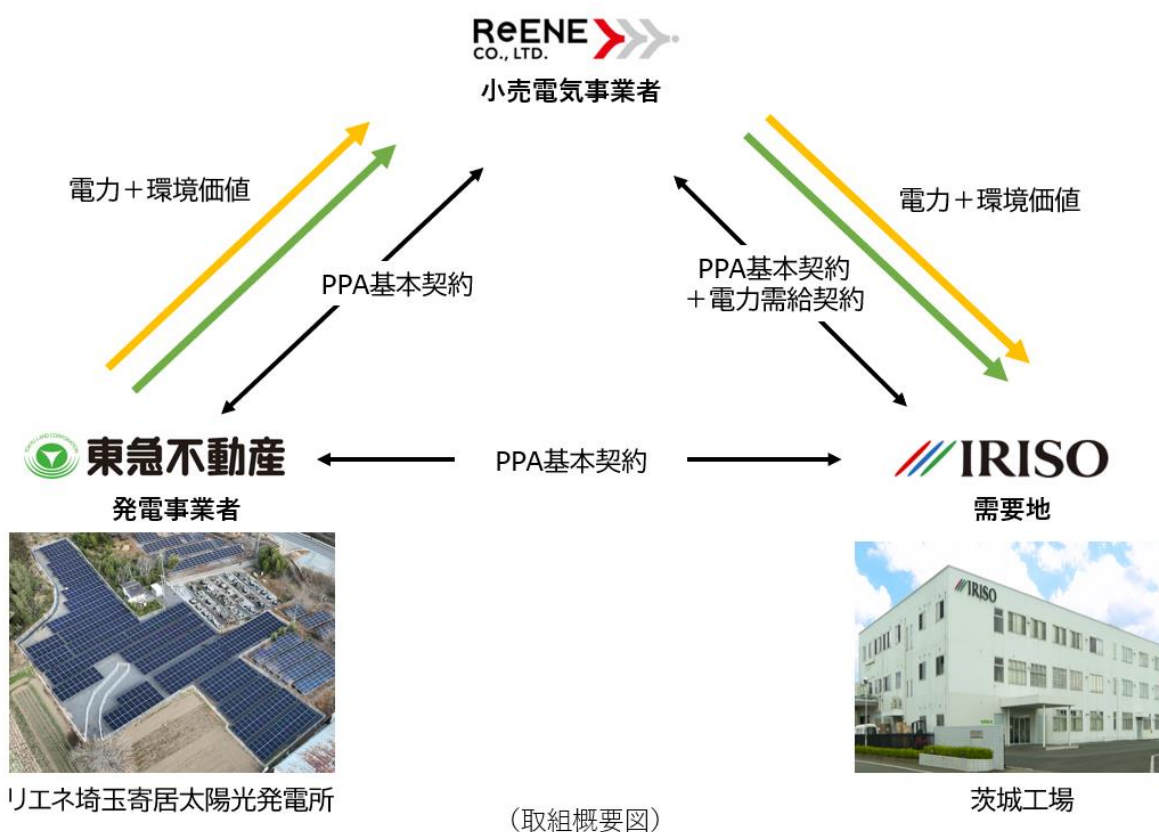 ReENE
CO., LTD.
小売電気事業者
電力＋環境価値
電力＋環境価値
PPA基本契約
PPA基本契約
＋電力需給契約
TOKYU LAND CORPORATION
東急不動産
PPA基本契約
IRISO
発電事業者
需要地
IRISO
リエネ埼玉寄居太陽光発電所
茨城工場
（取組概要図）